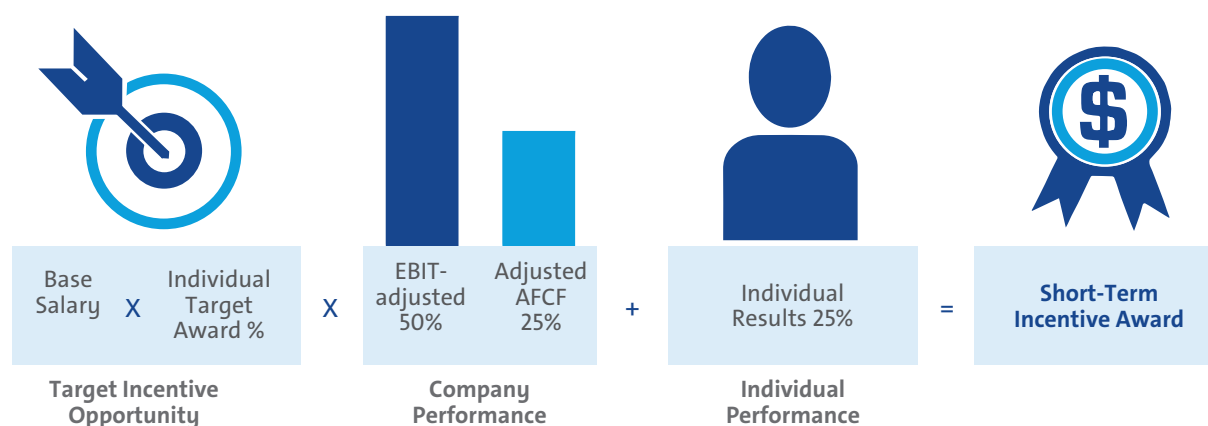 $
Base
Salary
X
Individual
Target
Award %
X
EBIT-
adjusted
50%
Adjusted
AFCF
25%
+
Individual
Results 25%
=
Short-Term
Incentive Award
Target Incentive
Opportunity
Company
Performance
Individual
Performance